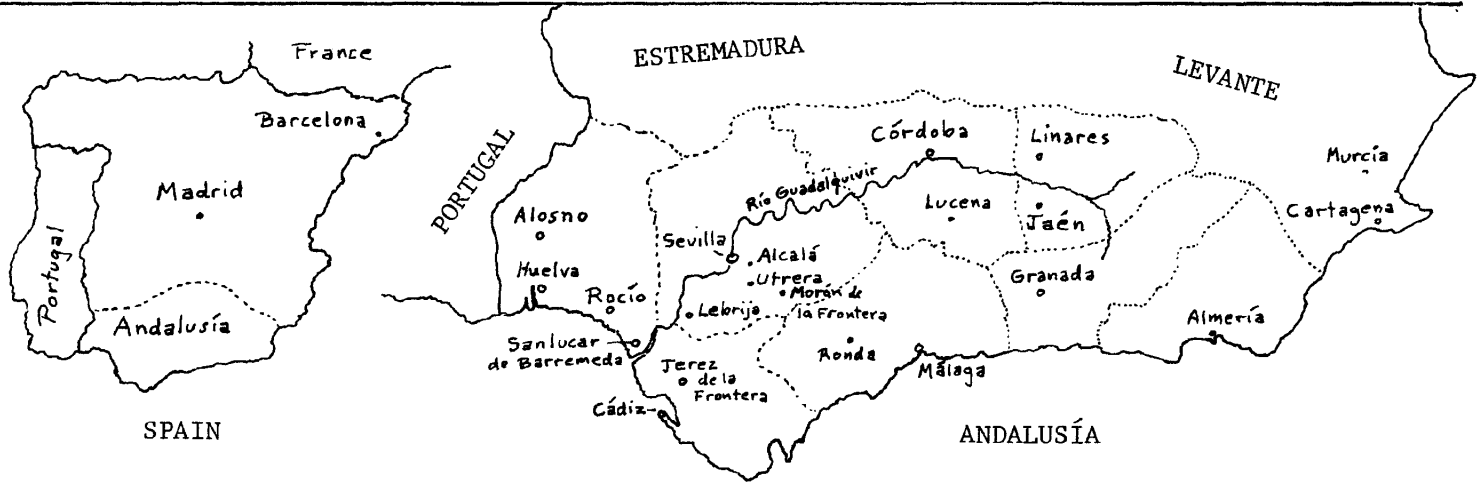 France
Barcelona
Madrid
Portugal
Andalusía
SPAIN
ESTREMADURA
LEVANTE
PORTUGAL
Córdoba
Linares
Murcía
Río Guadalquivir
Alosno
Lucena
Jaén
Cartagena
Sevilla
Alcalá
Utrera
Huelva
Rocío
Morán de
la Frontera
Granada
Lebrija
Almería
Sanlucar
de Barremeda
Ronda
Jerez
de la
Frontera
Málaga
Cádiz
ANDALUSÍA